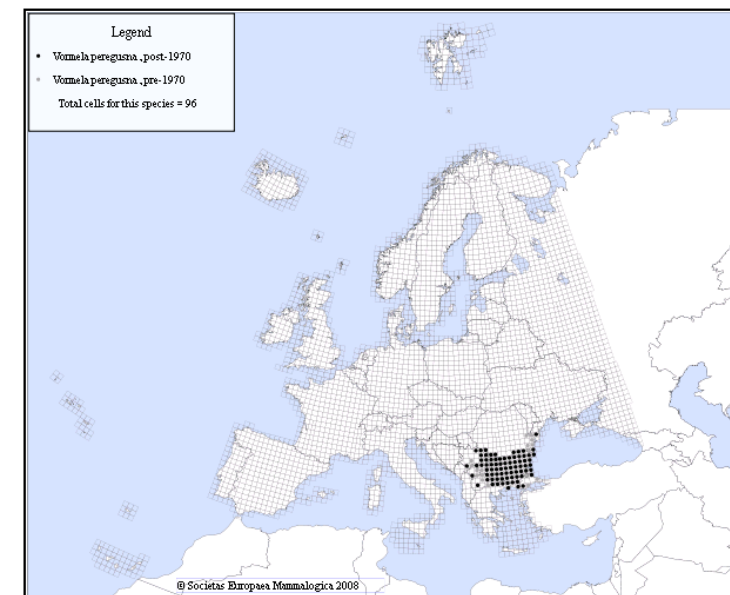 Legend
Vormela peregusna , post-1970
Vormela peregusna , pre-1970
Total cells for this species = 96
© Societas Europaea Mammalogica 2008